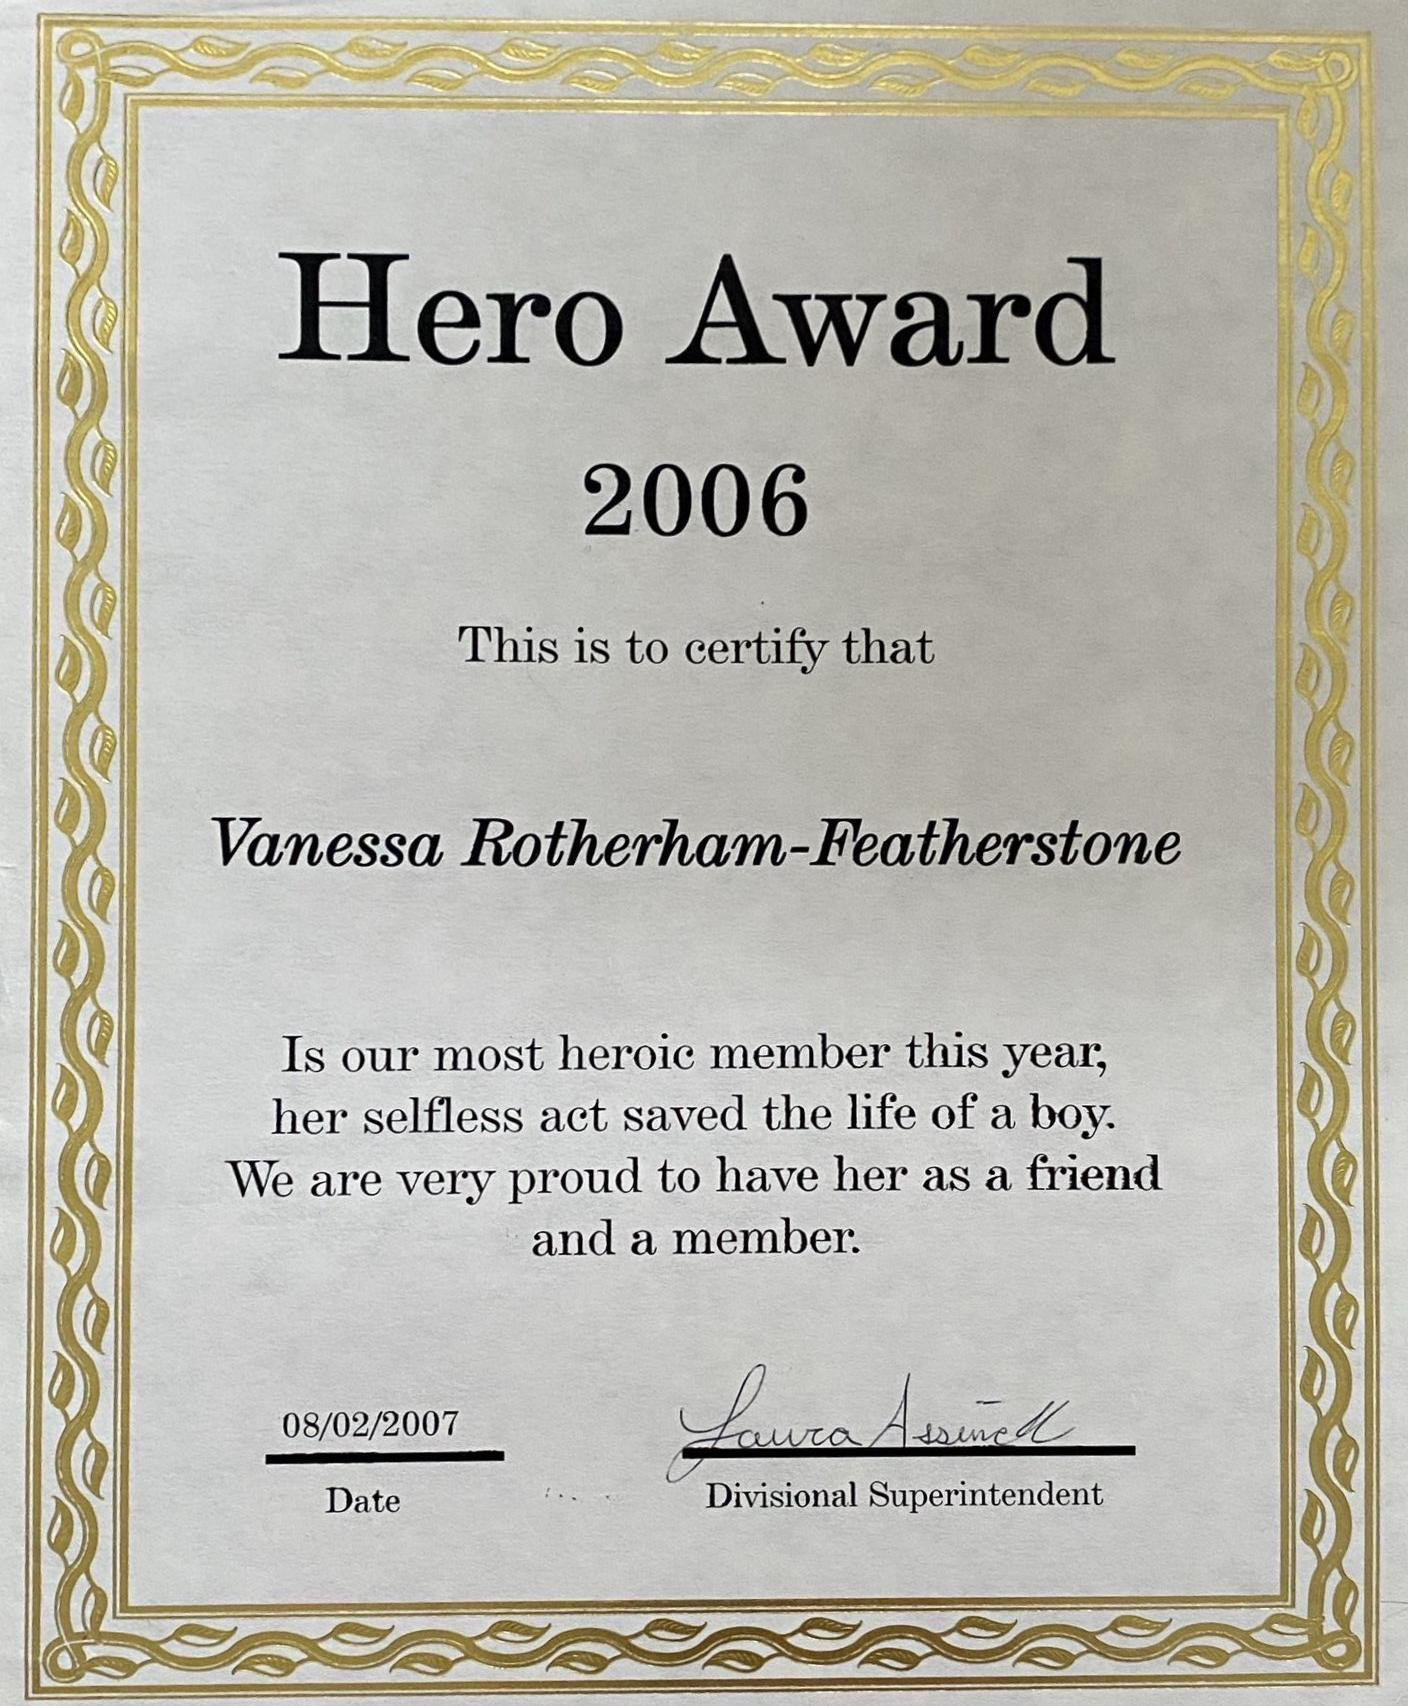 Hero Award
2006
This is to certify that
Vanessa Rotherham-Featherstone
Is our most heroic member this year,
her selfless act saved the life of a boy.
We are very proud to have her as a friend
and a member.
08/02/2007
Date
Laura
Divisional Superintendent